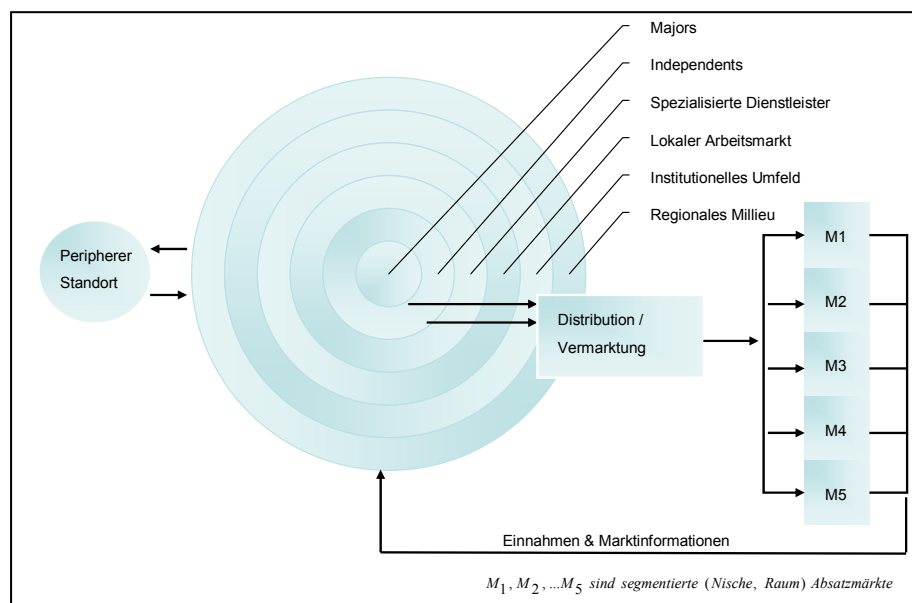 Majors
Independents
Spezialisierte Dienstleister
Lokaler Arbeitsmarkt
Institutionelles Umfeld
Regionales Millieu
Peripherer
Standort
Distribution /
Vermarktung
M1
M2
M3
M4
M5
Einnahmen & Marktinformationen
M1, M2, ...M5 sind segmentierte (Nische, Raum) Absatzmärkte